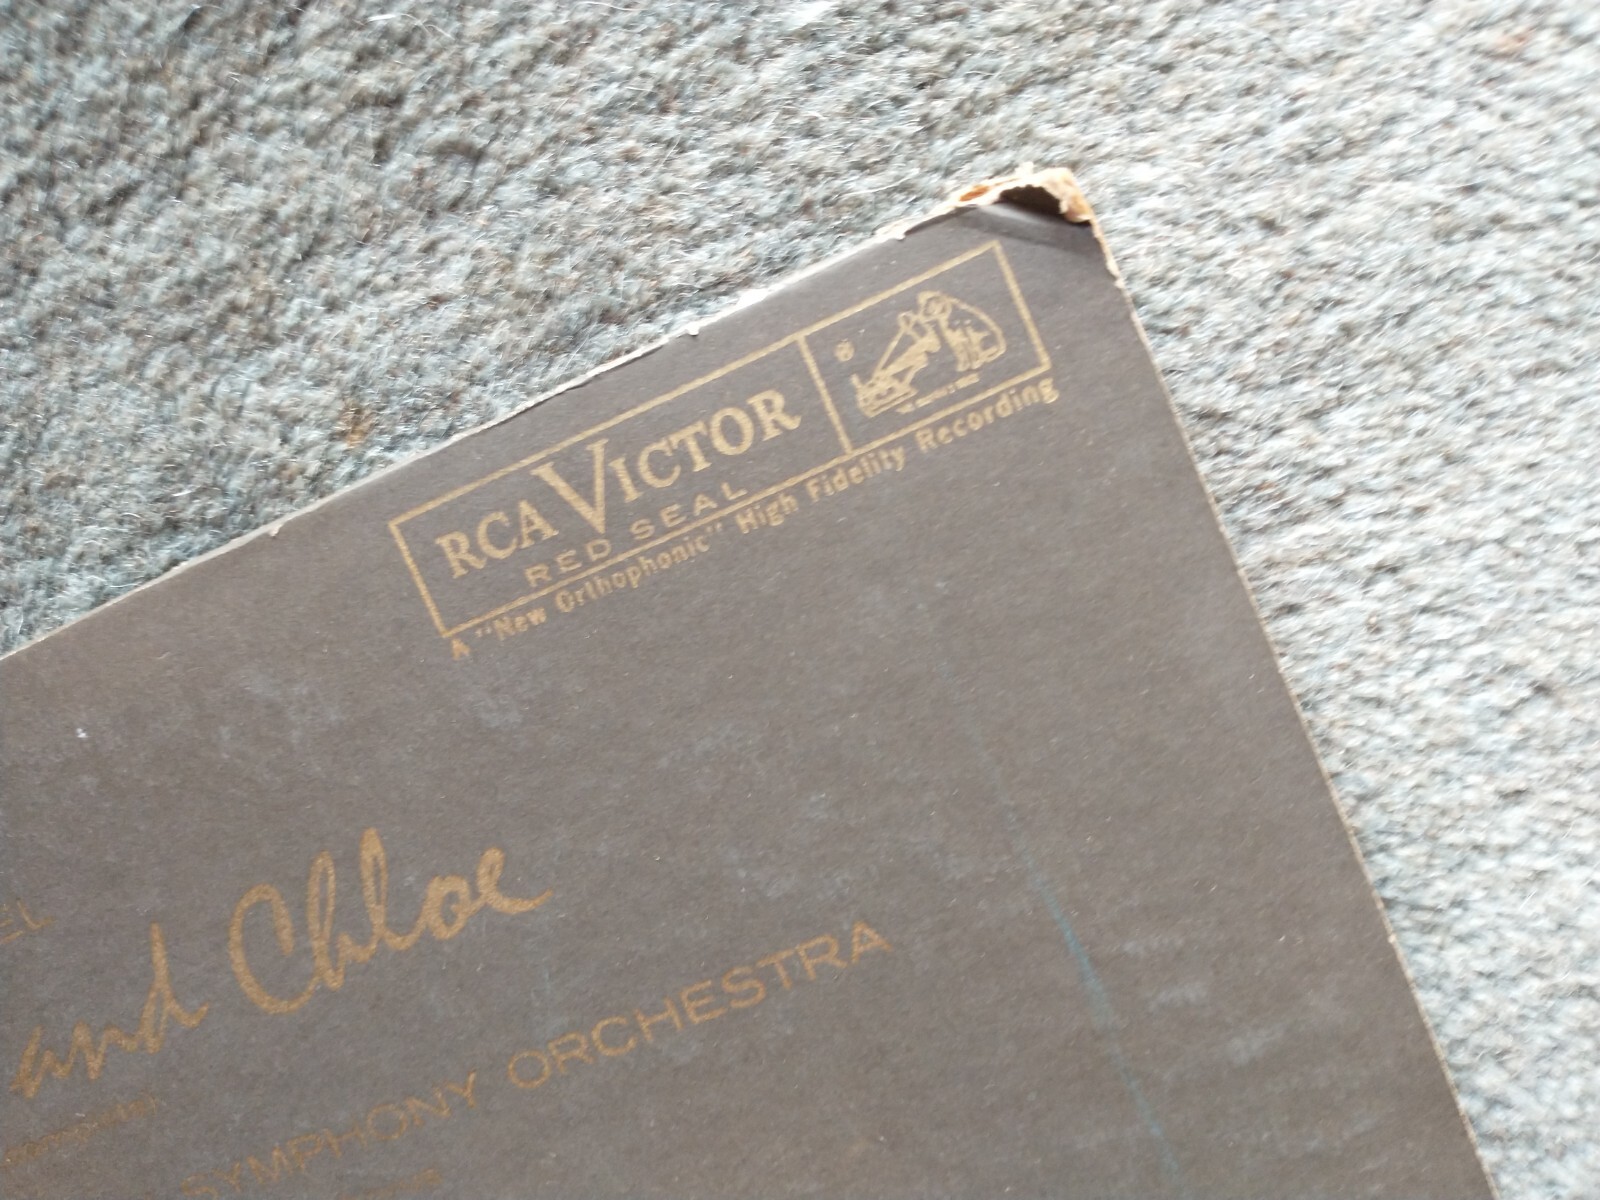 RCA VICTOR
RED SEAL
A "New Orthophonic" High Fidelity Recording
and Chloe
SYMPHONY ORCHESTRA